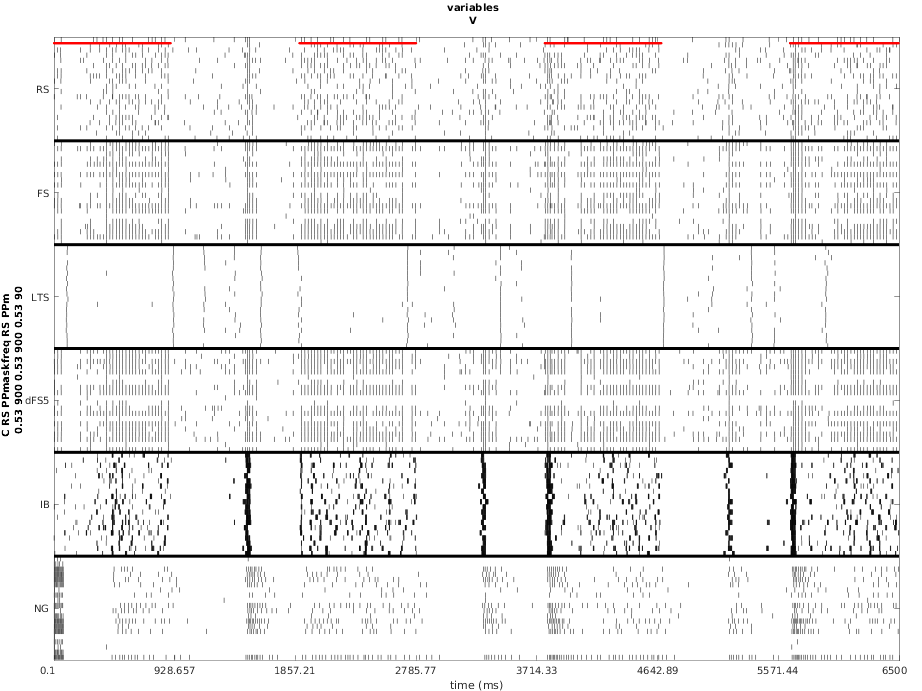 variables
V
RS
FS
LTS
dFS5
IB
NG
C RS PPmaskfreq RS PPm
0.53 900 0.53 900 0.53 90
0.1
928.657
1857.21
2785.77
3714.33
4642.89
5571.44
6500
time (ms)